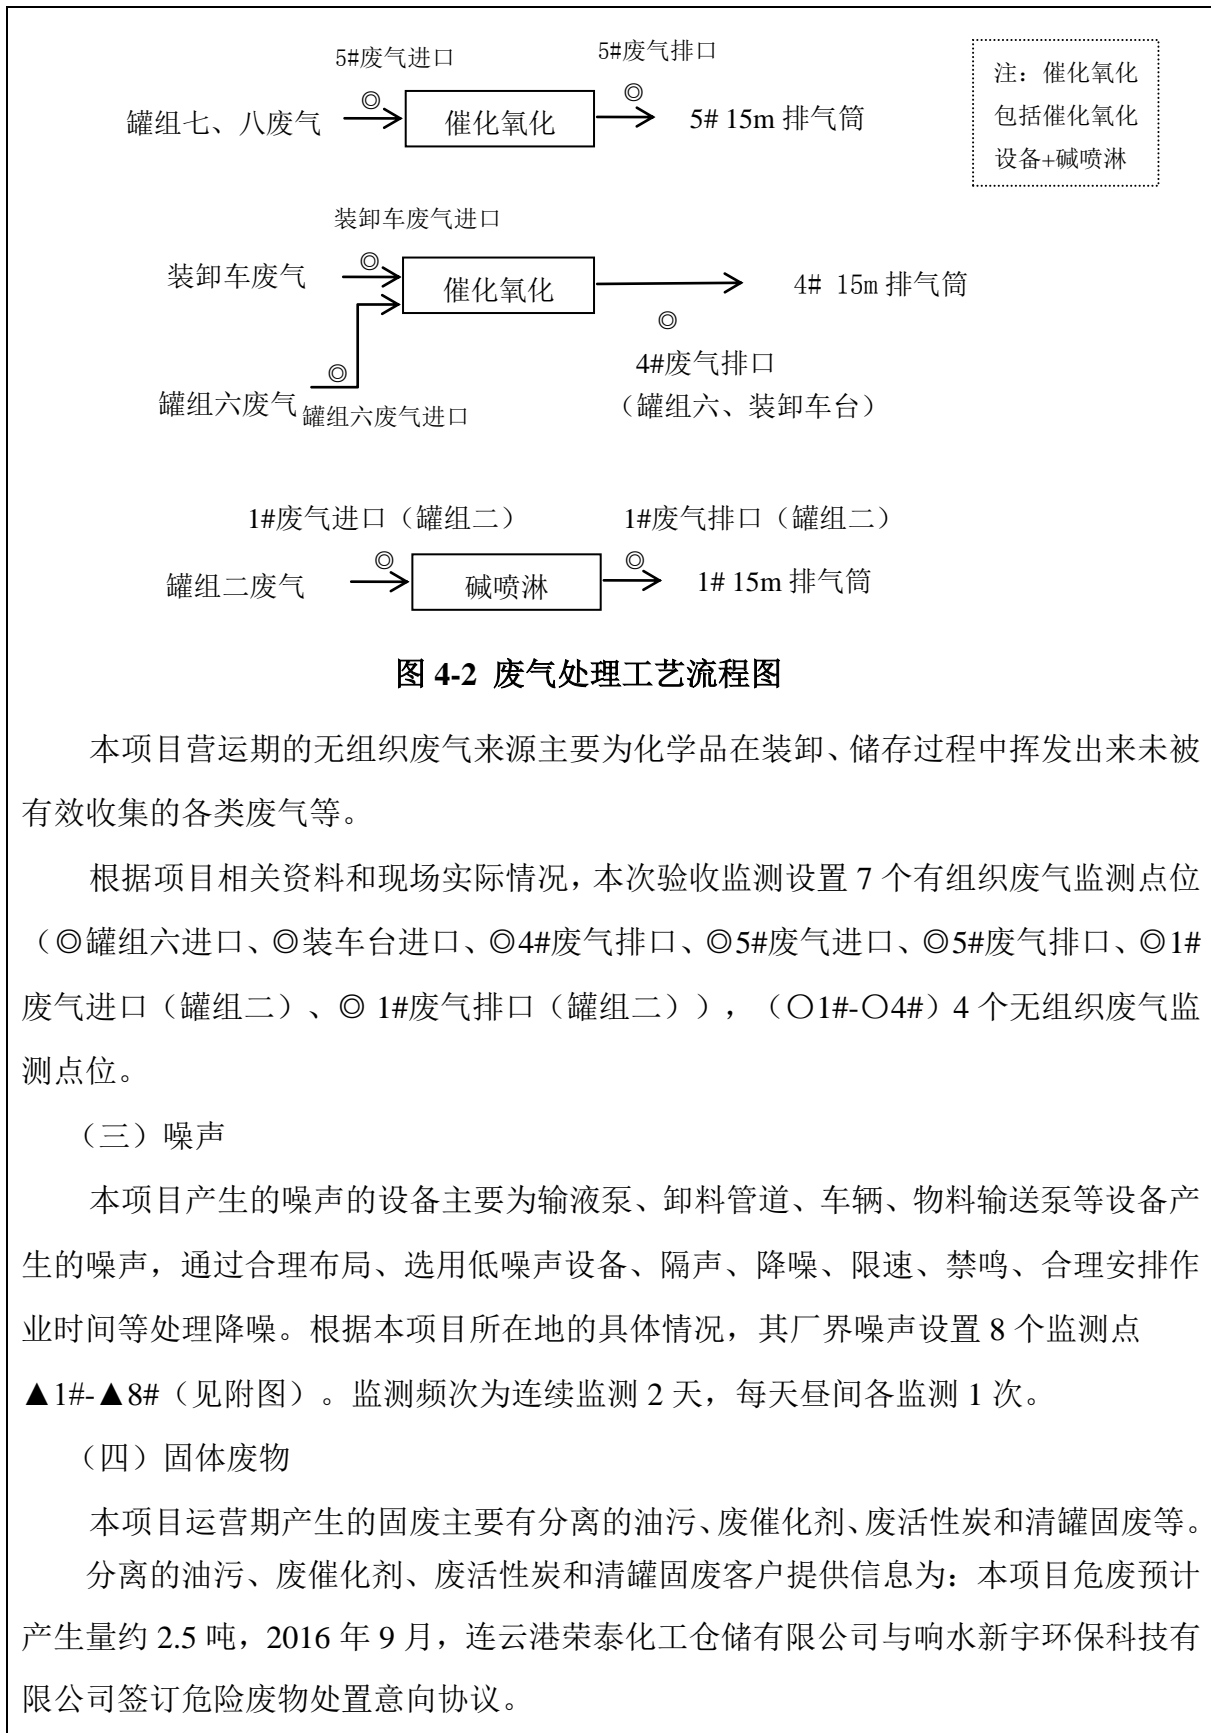 5#废气进口
5#废气排口
注：催化氧化
包括催化氧化
设备+碱喷淋
罐组七、八废气
◎
催化氧化
◎
5# 15m 排气筒
装卸车废气进口
装卸车废气
◎
催化氧化
4# 15m 排气筒
◎
4#废气排口
（罐组六、装卸车台）
◎
罐组六废气
罐组六废气进口
1#废气进口（罐组二）
1#废气排口（罐组二）
罐组二废气
◎
碱喷淋
◎
1# 15m 排气筒
图 4-2 废气处理工艺流程图
本项目营运期的无组织废气来源主要为化学品在装卸、储存过程中挥发出来未被
有效收集的各类废气等。
根据项目相关资料和现场实际情况，本次验收监测设置 7 个有组织废气监测点位
（◎罐组六进口、◎装车台进口、◎4#废气排口、◎5#废气进口、◎5#废气排口、◎1#
废气进口（罐组二）、◎ 1#废气排口（罐组二）），（○1#-○4#）4 个无组织废气监
测点位。
（三）噪声
本项目产生的噪声的设备主要为输液泵、卸料管道、车辆、物料输送泵等设备产
生的噪声，通过合理布局、选用低噪声设备、隔声、降噪、限速、禁鸣、合理安排作
业时间等处理降噪。根据本项目所在地的具体情况，其厂界噪声设置 8 个监测点
▲1#-▲8#（见附图）。监测频次为连续监测 2 天，每天昼间各监测 1 次。
（四）固体废物
本项目运营期产生的固废主要有分离的油污、废催化剂、废活性炭和清罐固废等。
分离的油污、废催化剂、废活性炭和清罐固废客户提供信息为：本项目危废预计
产生量约 2.5 吨，2016 年 9 月，连云港荣泰化工仓储有限公司与响水新宇环保科技有
限公司签订危险废物处置意向协议。